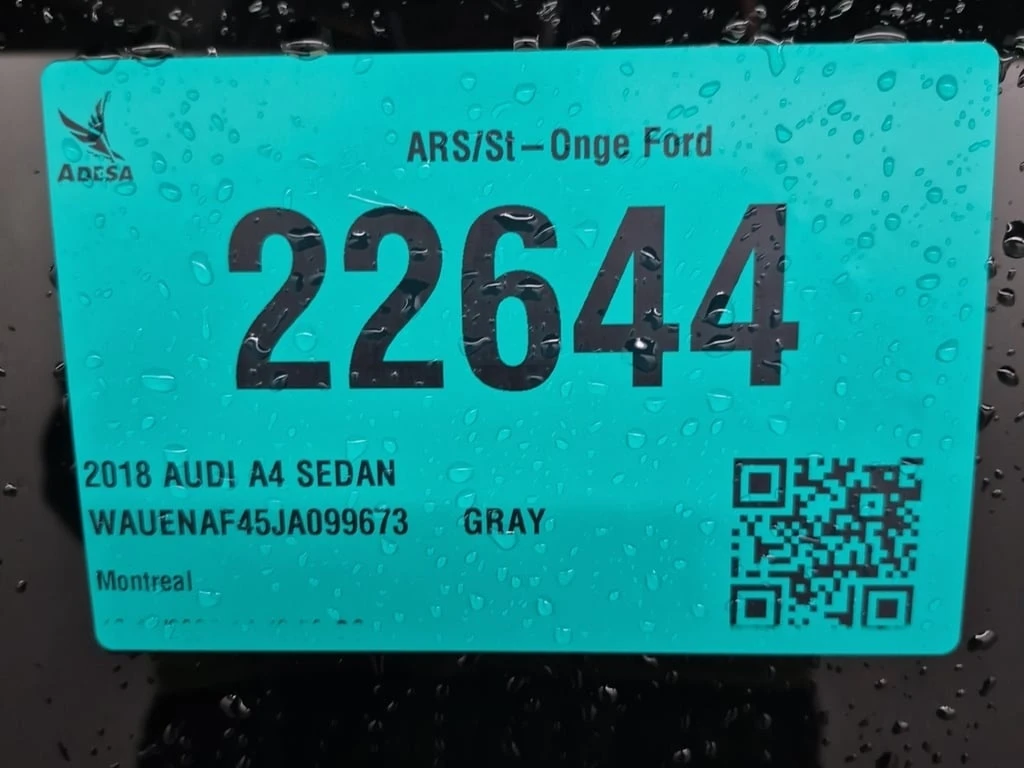 ADESA
ARS/St-Onge Ford
22644
2018 AUDI A4 SEDAN
WAUENAF45JA099673 GRAY
Montreal